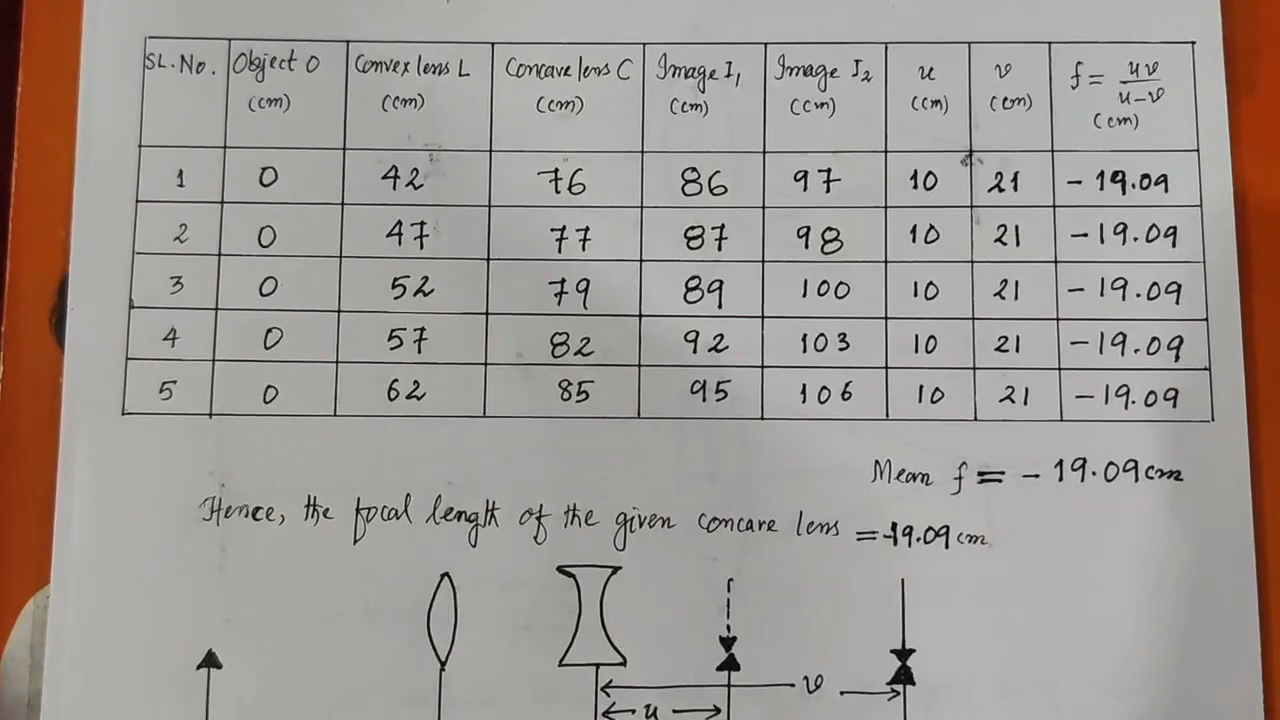 SL. No. Object O (cm) Convex lens L (cm) Concave lens C (cm) Image I₁ (cm) Image I₂ (cm) u (cm) v (cm) f = uv/u-v (cm)
1 0 42 76 86 97 10 21 - 19.09
2 0 47 77 87 98 10 21 - 19.09
3 0 52 79 89 100 10 21 - 19.09
4 0 57 82 92 103 10 21 - 19.09
5 0 62 85 95 106 10 21 - 19.09
Mean f = - 19.09 cm
Hence, the focal length of the given concave lens = -19.09 cm
v
u